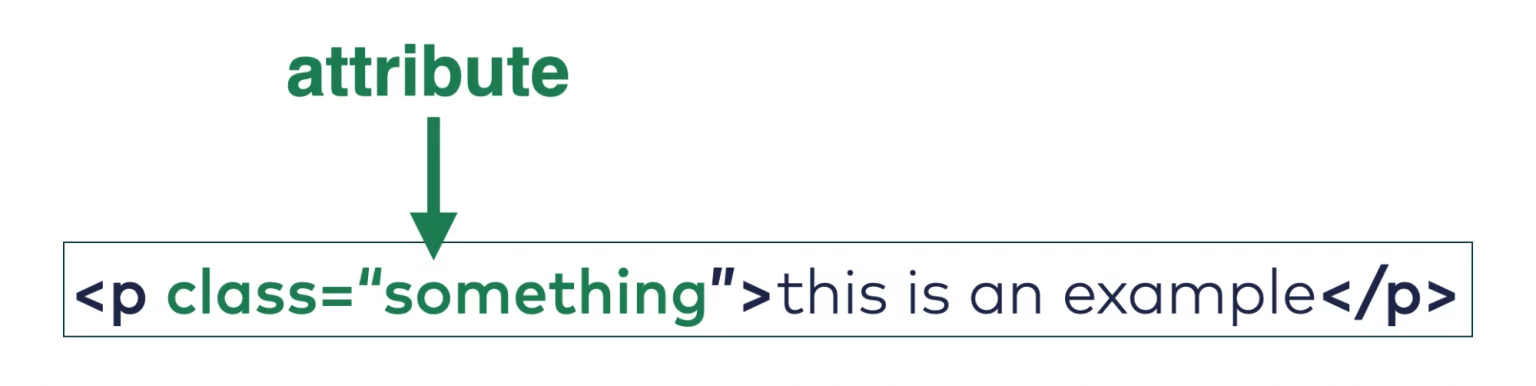 attribute
<p class=“something”>this is an example</p>